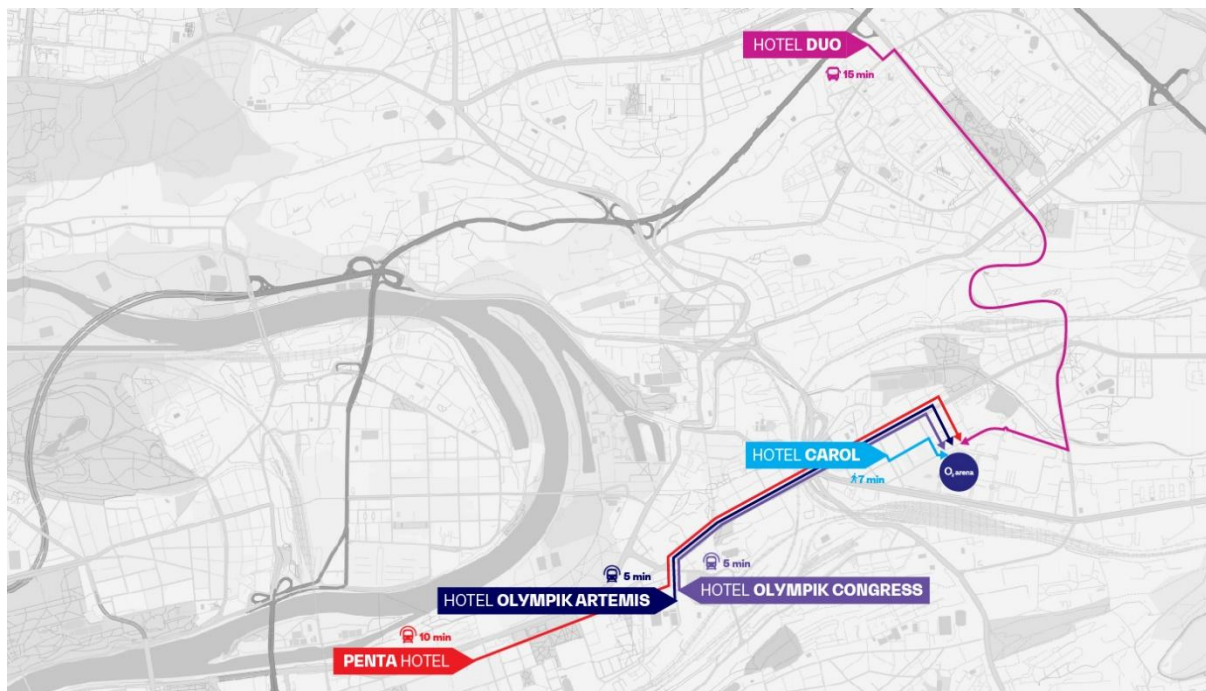 HOTEL DUO
15 min
HOTEL CAROL
7 min
O₂ arena
5 min
5 min
HOTEL OLYMPIK ARTEMIS
HOTEL OLYMPIK CONGRESS
10 min
PENTA HOTEL